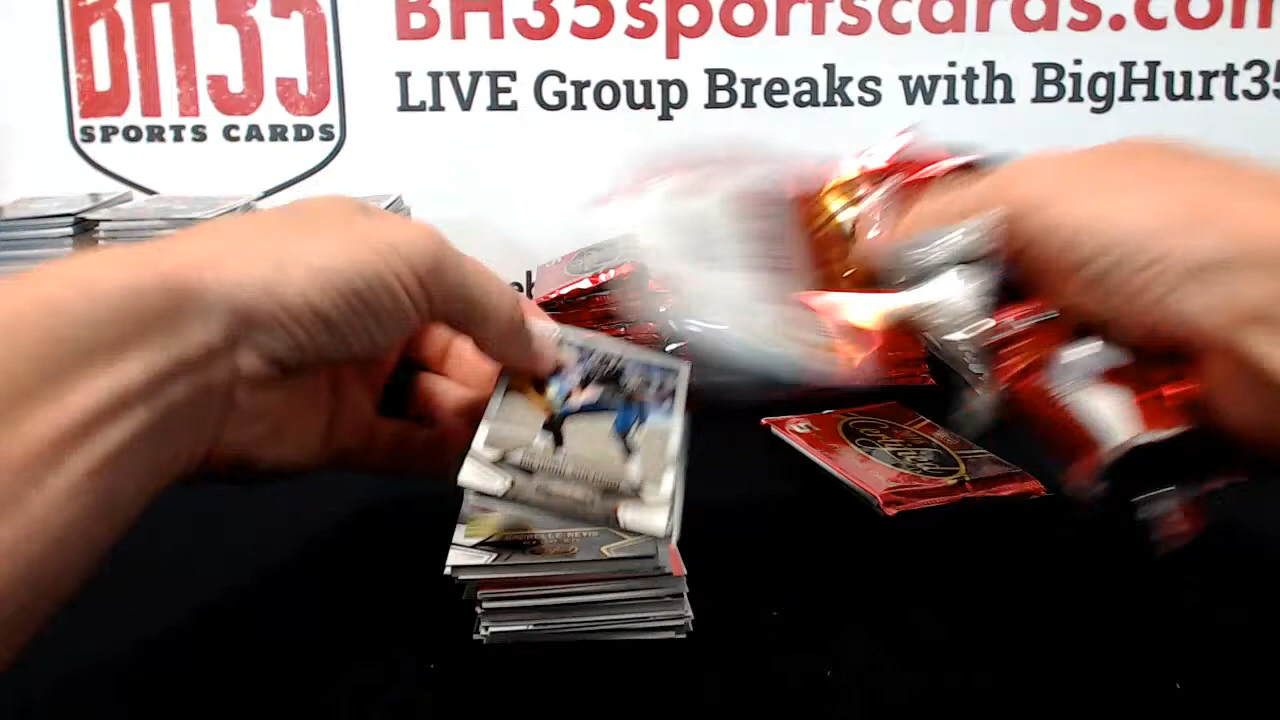 BH35
SPORTS CARDS
BH35sportscards.com
LIVE Group Breaks with BigHurt35
Certified